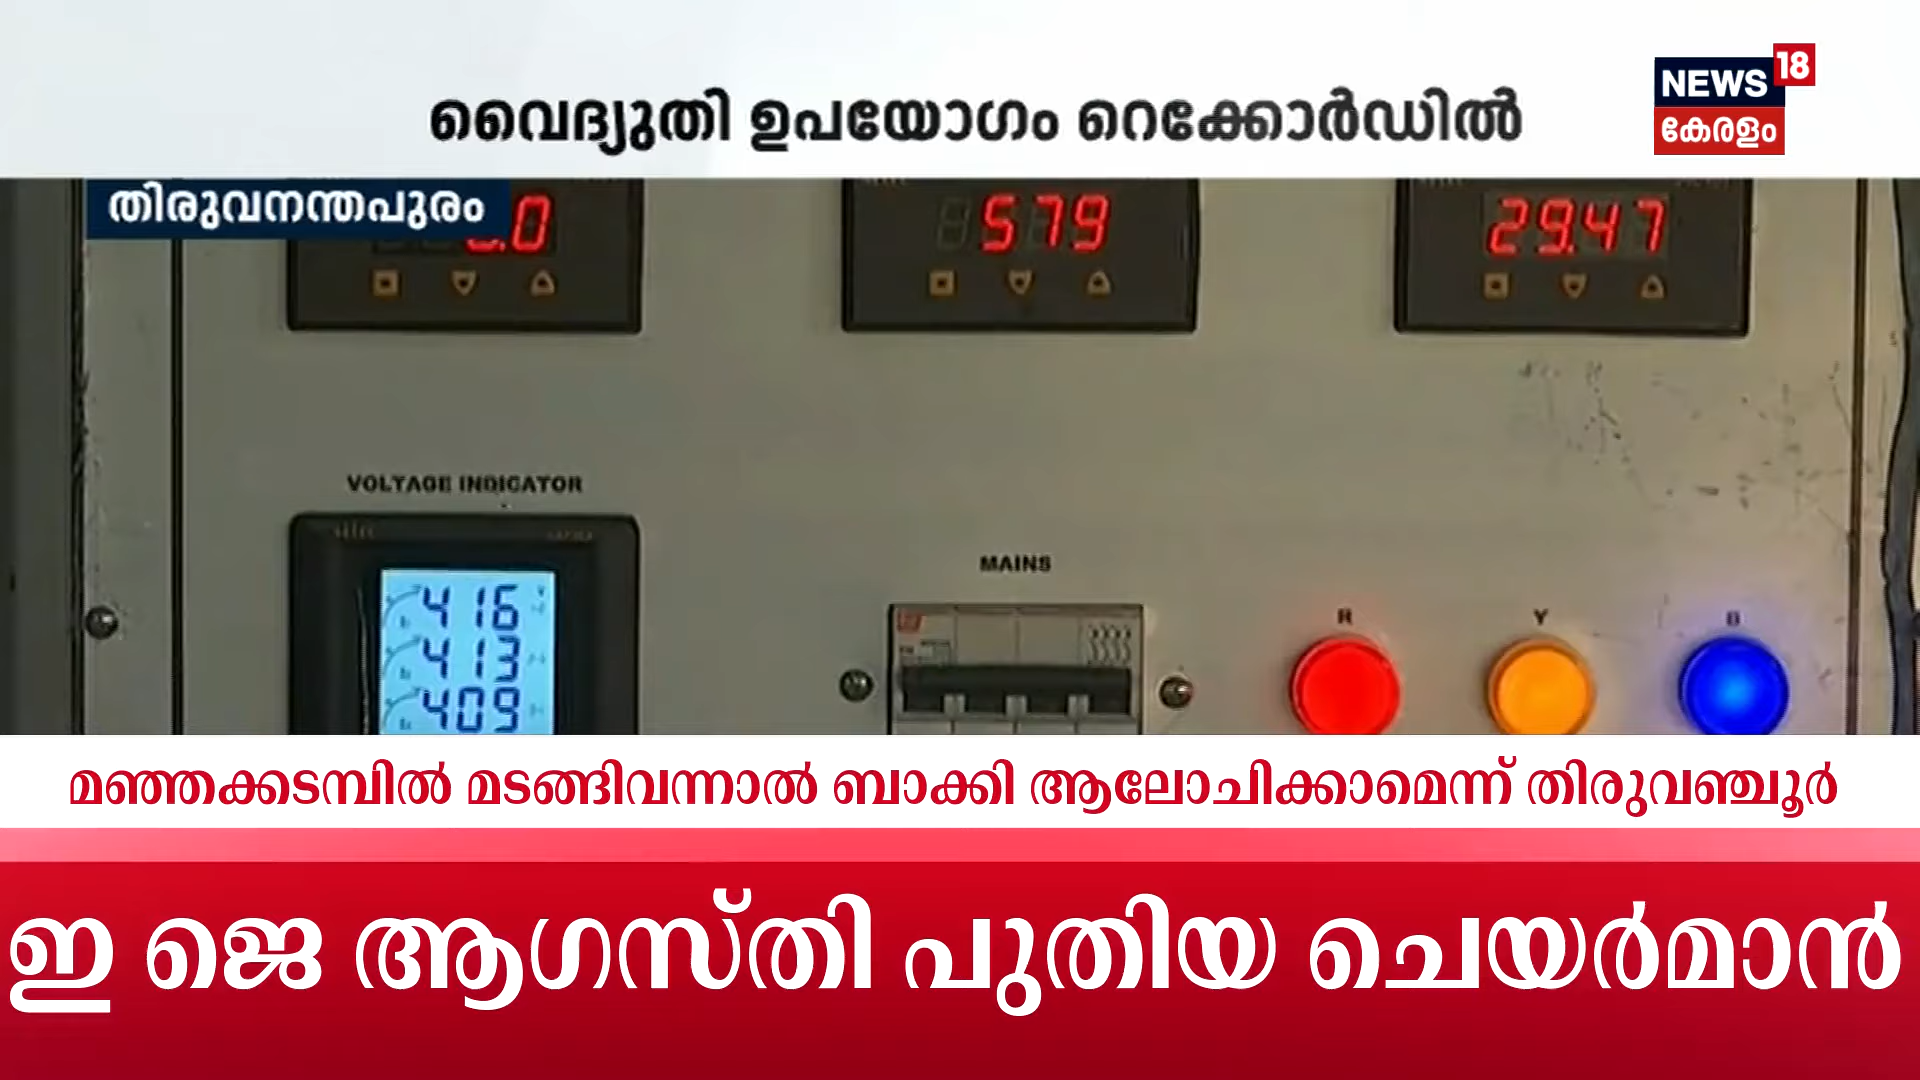 വൈദ്യുതി ഉപയോഗം റെക്കോർഡിൽ
NEWS 18
കേരളം
തിരുവനന്തപുരം
.0
579
29.47
VOLTAGE INDICATOR
416
413
409
MAINS
R Y B
മഞ്ഞക്കടമ്പിൽ മടങ്ങിവന്നാൽ ബാക്കി ആലോചിക്കാമെന്ന് തിരുവഞ്ചൂർ
ഇ ജെ ആഗസ്തി പുതിയ ചെയർമാൻ